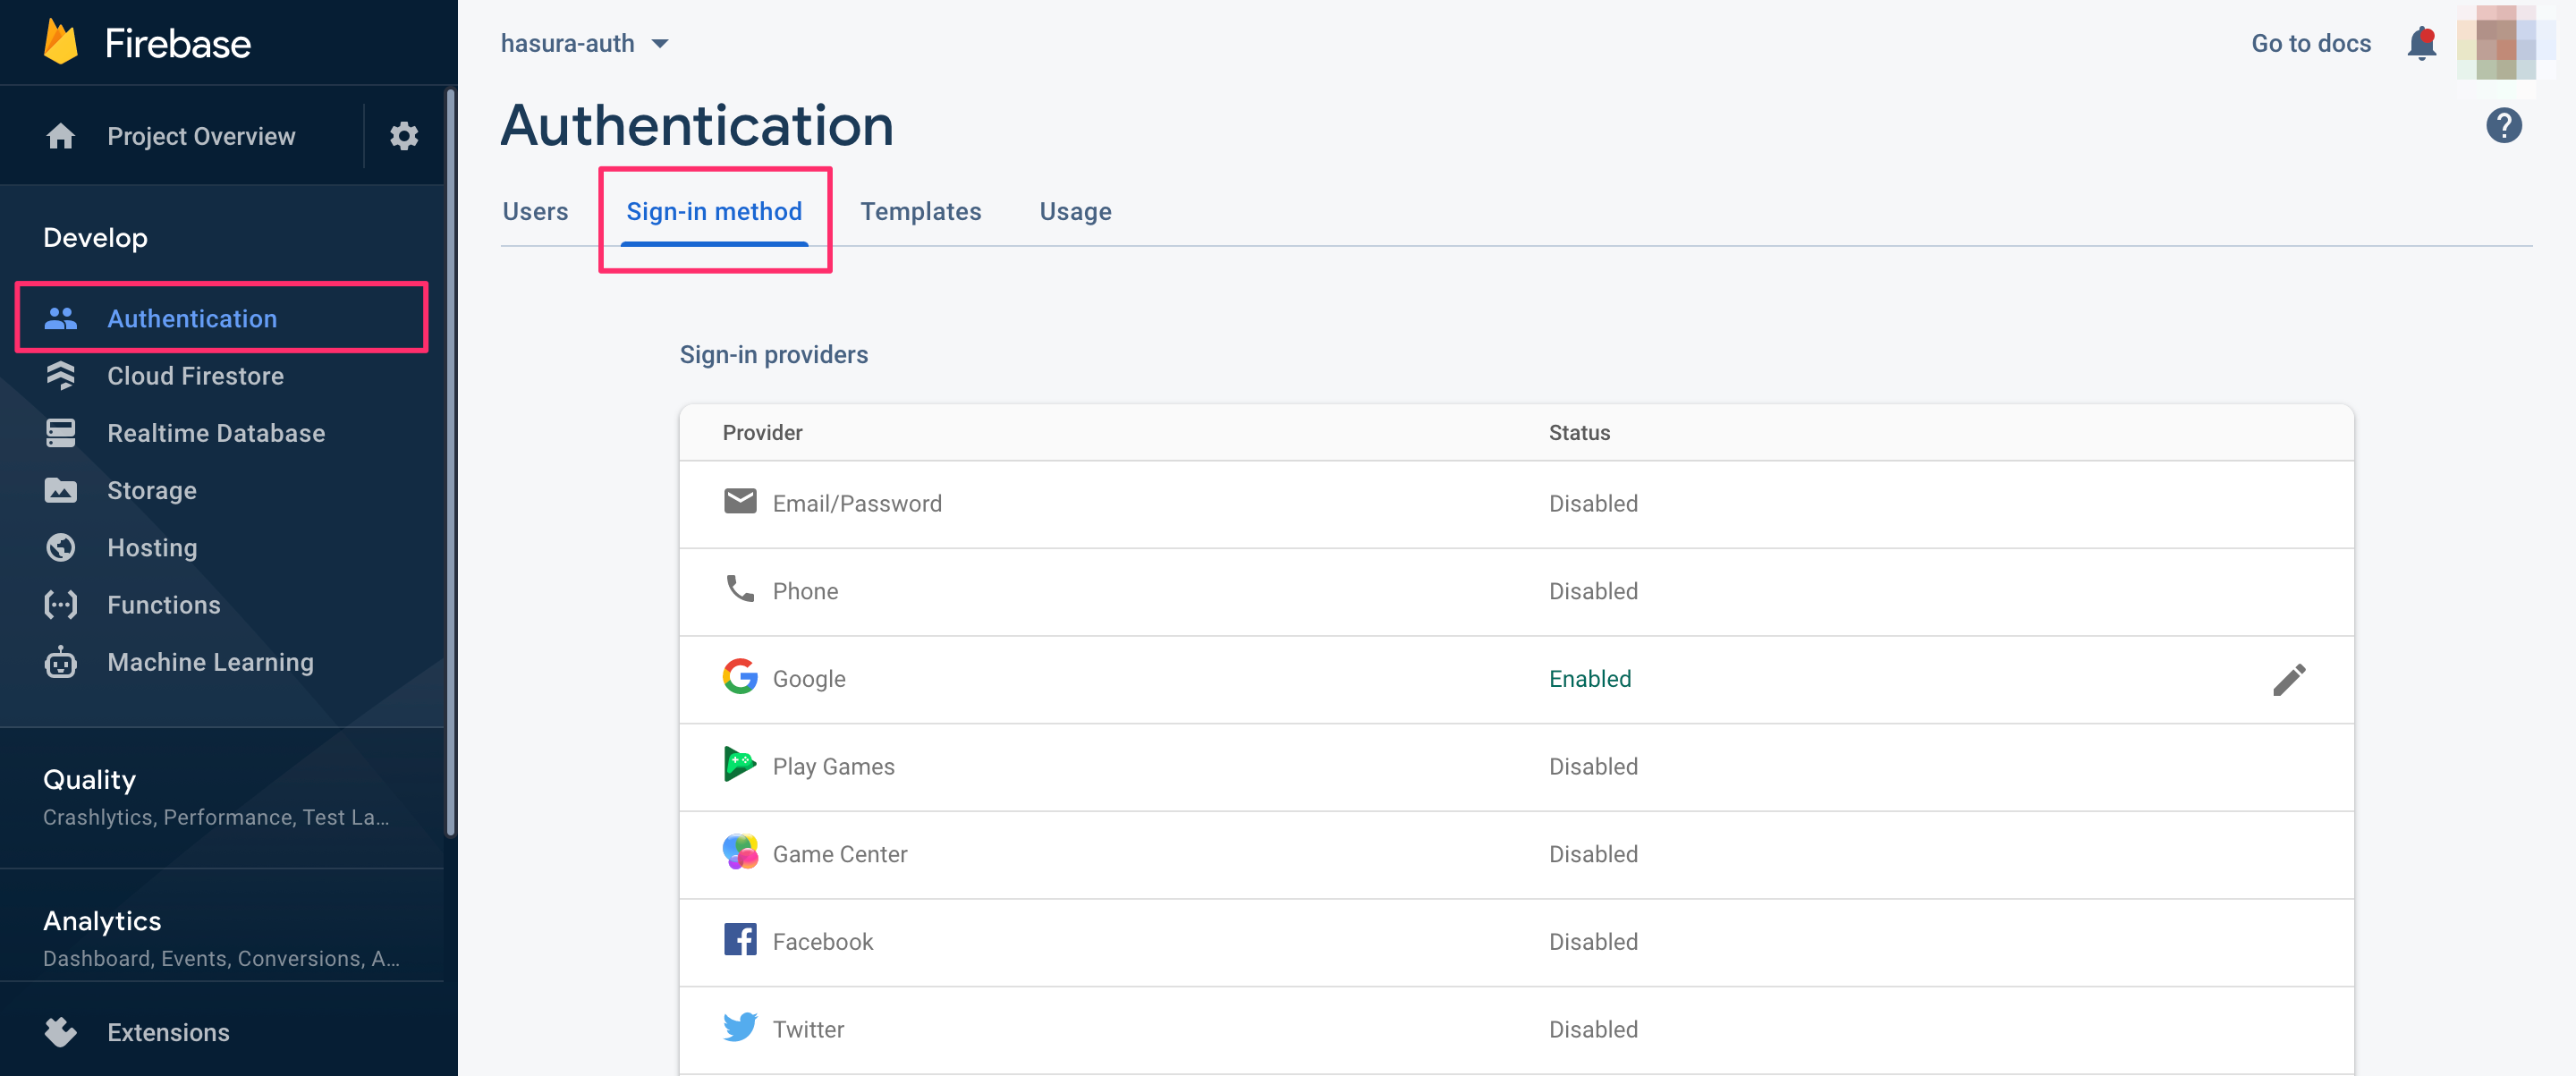 Firebase
Project Overview
Develop
Authentication
Cloud Firestore
Realtime Database
Storage
Hosting
Functions
Machine Learning
Quality
Crashlytics, Performance, Test La...
Analytics
Dashboard, Events, Conversions, A...
Extensions
hasura-auth
Go to docs
Authentication
?
Users Sign-in method Templates Usage
Sign-in providers
Provider Status
Email/Password Disabled
Phone Disabled
Google Enabled
Play Games Disabled
Game Center Disabled
Facebook Disabled
Twitter Disabled